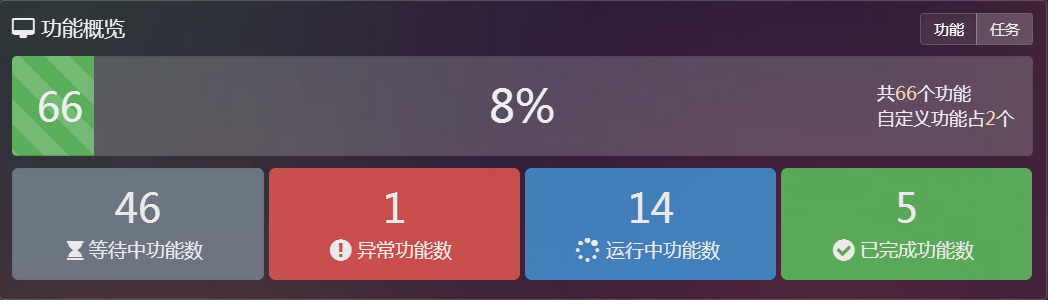 功能概览
功能 任务
66
8%
共66个功能
自定义功能占2个
46
等待中功能数
1
异常功能数
14
运行中功能数
5
已完成功能数